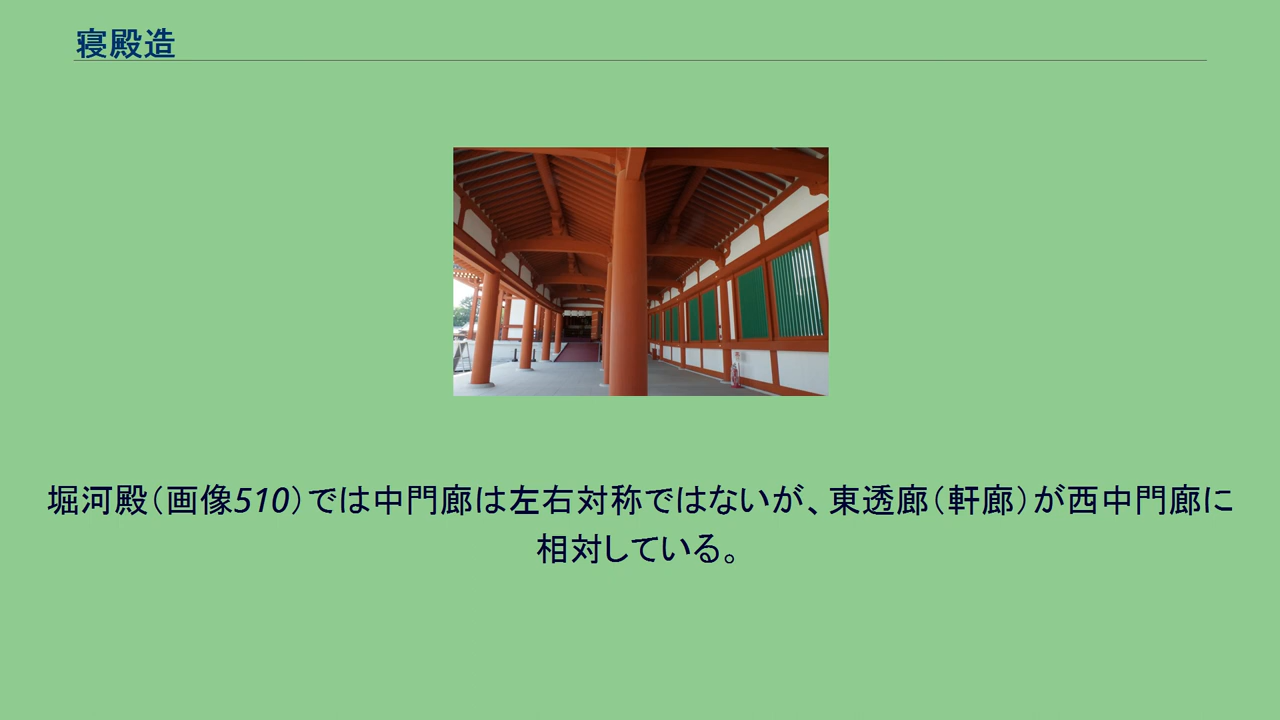 寝殿造
堀河殿（画像510）では中門廊は左右対称ではないが、東透廊（軒廊）が西中門廊に
相対している。